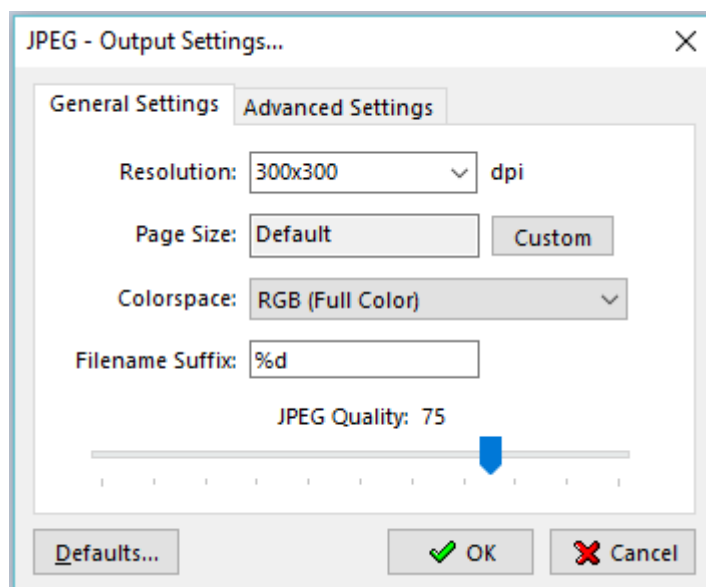 JPEG - Output Settings...
General Settings
Advanced Settings
Resolution: 300x300 dpi
Page Size: Default Custom
Colorspace: RGB (Full Color)
Filename Suffix: %d
JPEG Quality: 75
Defaults... OK Cancel